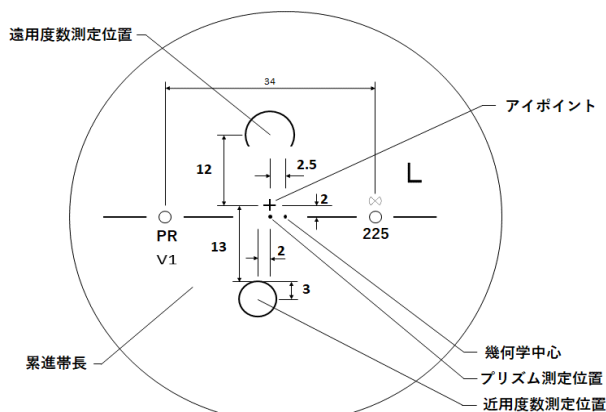 遠用度数測定位置
34
アイポイント
12
2.5
L
2
PR
225
V1
13
2
3
累進帯長
幾何学中心
プリズム測定位置
近用度数測定位置